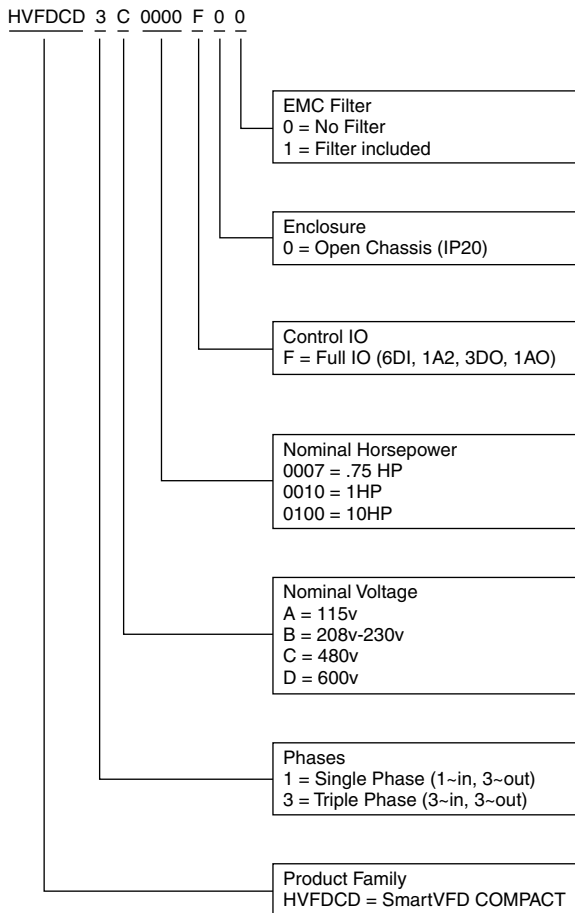 HVFDCD 3 C 0000 F 0 0
EMC Filter
0 = No Filter
1 = Filter included
Enclosure
0 = Open Chassis (IP20)
Control IO
F = Full IO (6DI, 1A2, 3DO, 1AO)
Nominal Horsepower
0007 = .75 HP
0010 = 1HP
0100 = 10HP
Nominal Voltage
A = 115v
B = 208v-230v
C = 480v
D = 600v
Phases
1 = Single Phase (1~in, 3~out)
3 = Triple Phase (3~in, 3~out)
Product Family
HVFDCD = SmartVFD COMPACT